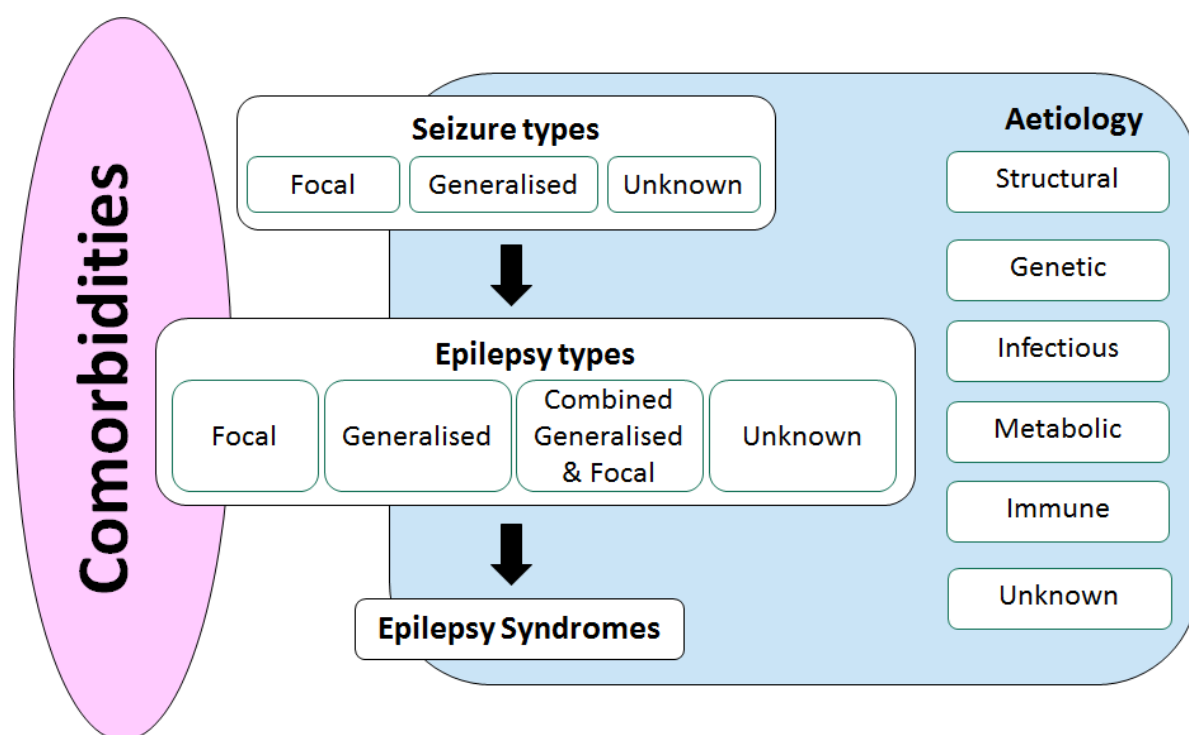 Comorbidities
Seizure types
Focal
Generalised
Unknown
Epilepsy types
Focal
Generalised
Combined
Generalised
& Focal
Unknown
Epilepsy Syndromes
Aetiology
Structural
Genetic
Infectious
Metabolic
Immune
Unknown